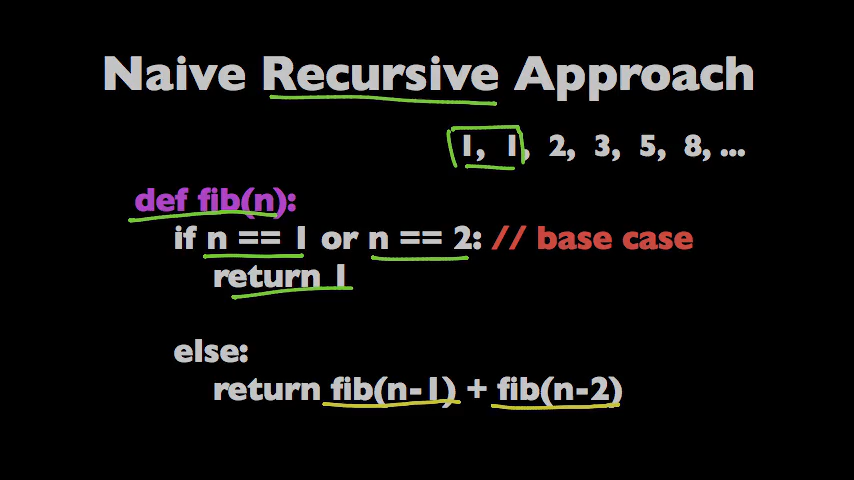 Naive Recursive Approach
1, 1, 2, 3, 5, 8, ...
def fib(n):
if n == 1 or n == 2: // base case
return 1
else:
return fib(n-1) + fib(n-2)